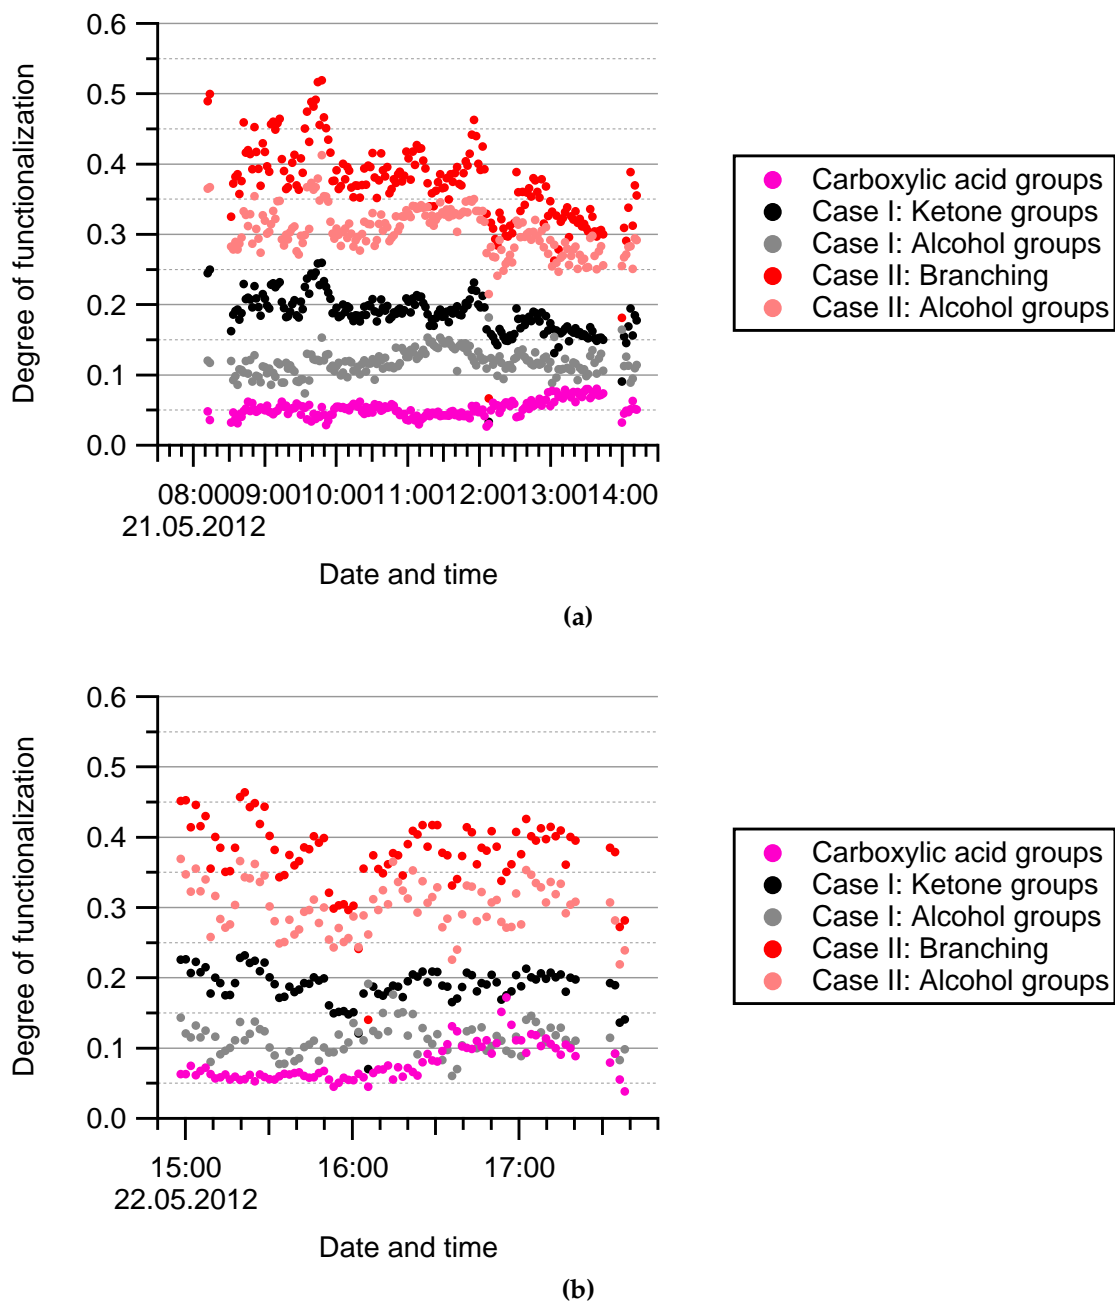 0.6
0.5
0.4
0.3
0.2
0.1
0.0
Degree of functionalization
08:00 09:00 10:00 11:00 12:00 13:00 14:00
21.05.2012
Date and time
Carboxylic acid groups
Case I: Ketone groups
Case I: Alcohol groups
Case II: Branching
Case II: Alcohol groups
(a)
0.6
0.5
0.4
0.3
0.2
0.1
0.0
Degree of functionalization
15:00 16:00 17:00
22.05.2012
Date and time
Carboxylic acid groups
Case I: Ketone groups
Case I: Alcohol groups
Case II: Branching
Case II: Alcohol groups
(b)